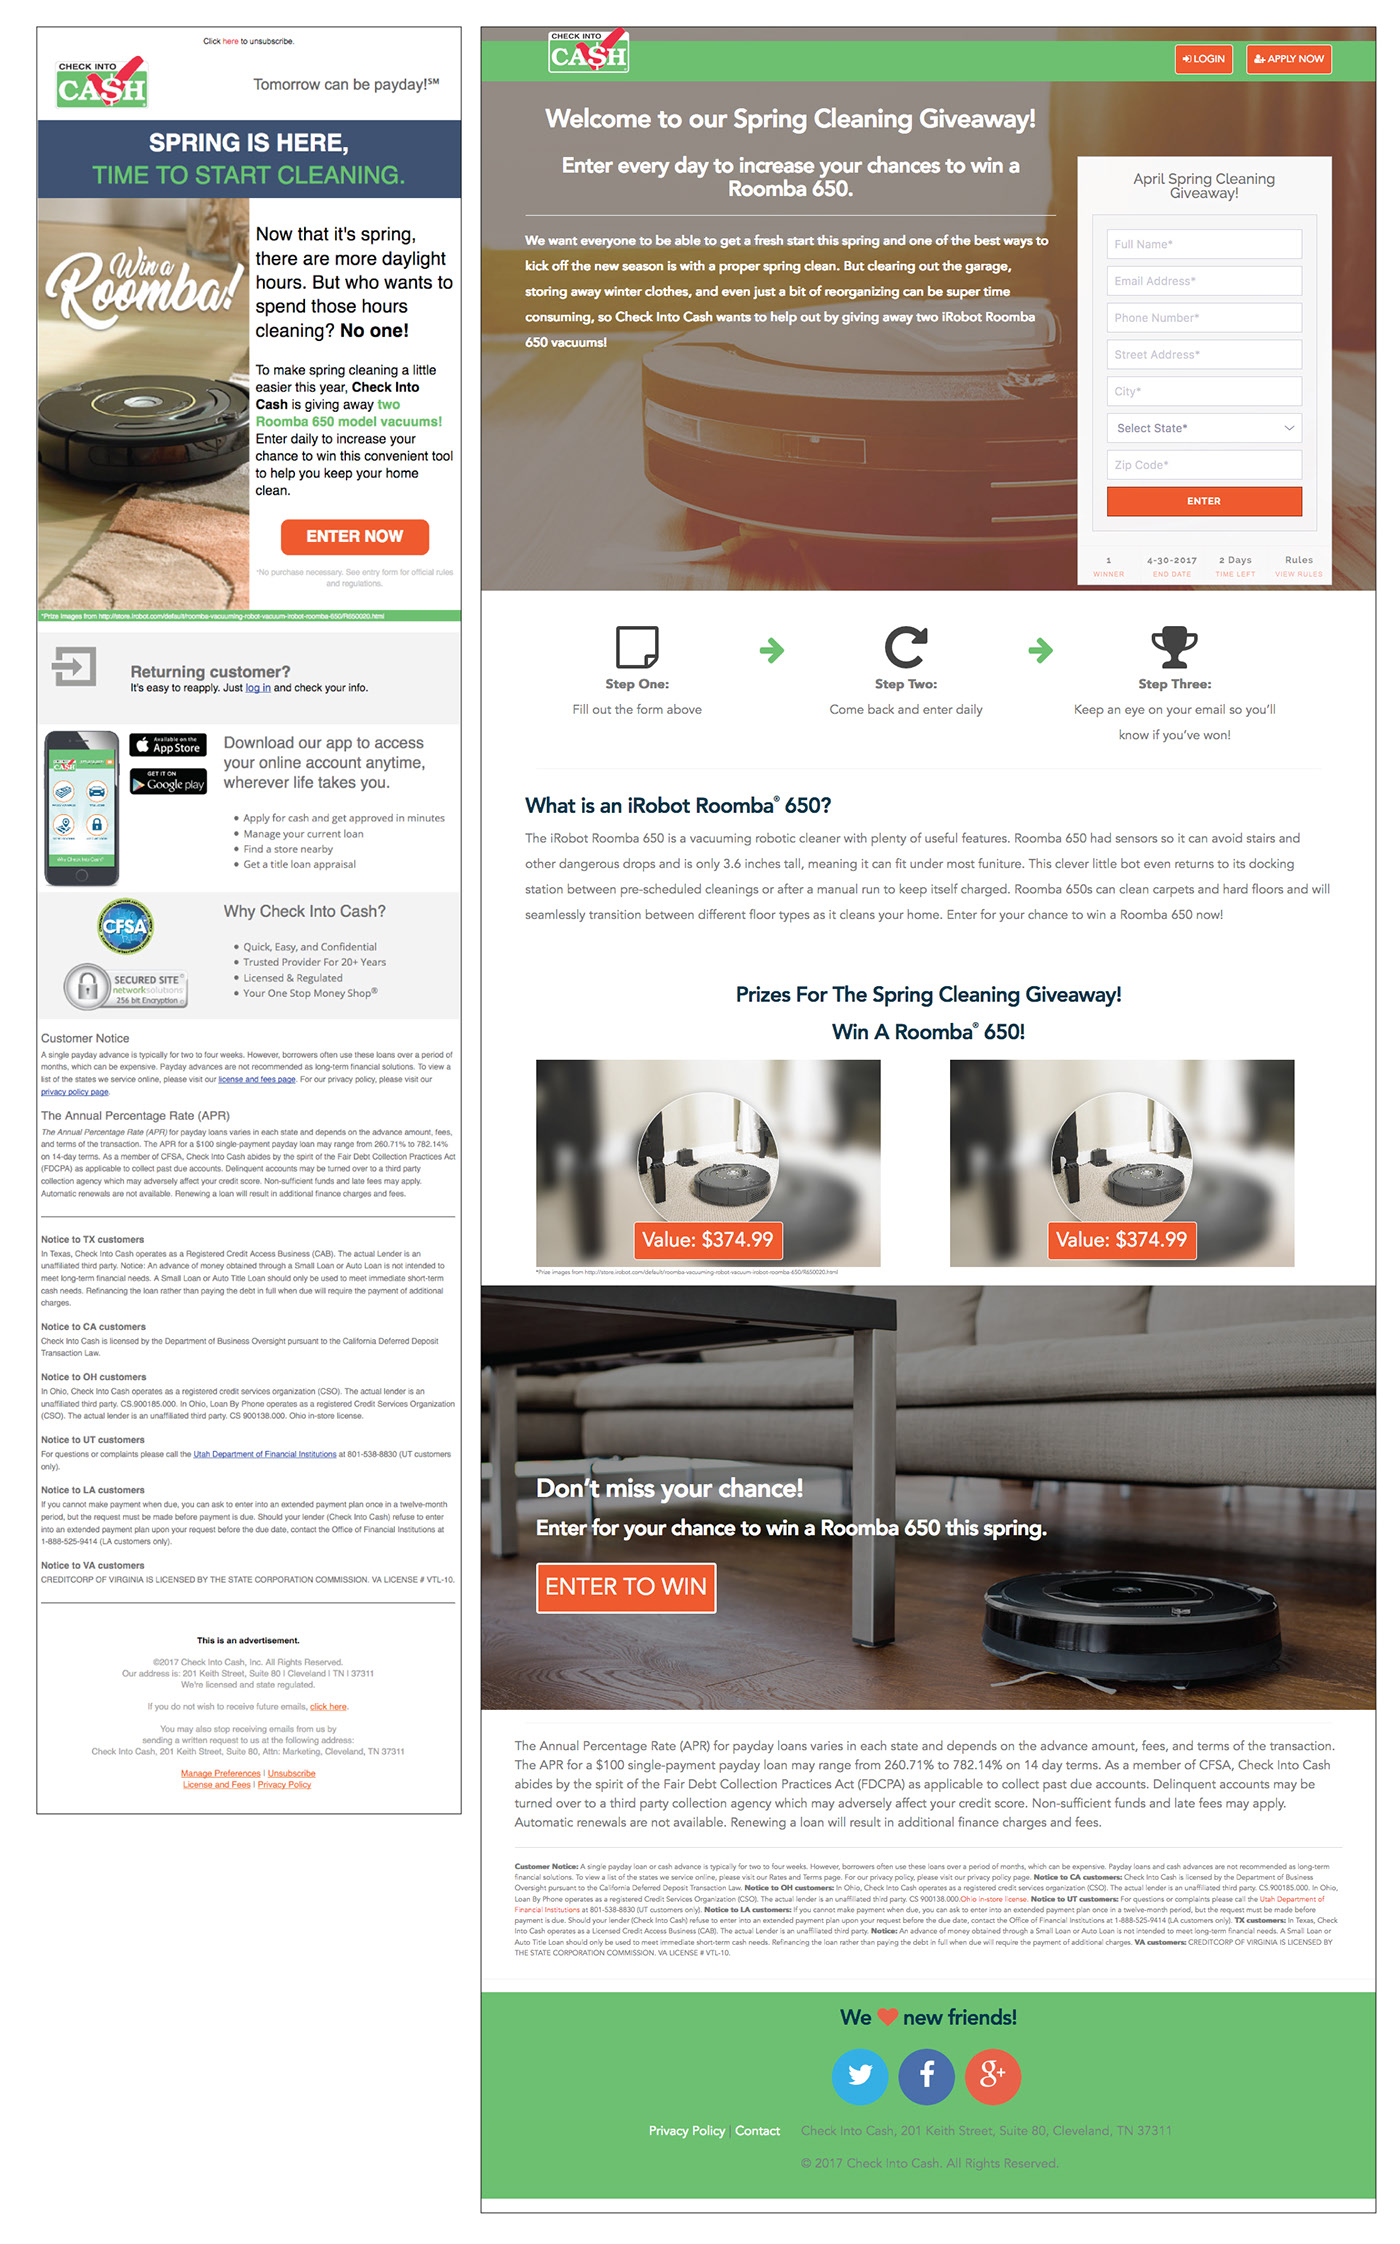 Click here to unsubscribe.
CHECK INTO
CA$H
Tomorrow can be payday!℠
SPRING IS HERE,
TIME TO START CLEANING.
Win a
Roomba!
Now that it's spring,
there are more daylight
hours. But who wants to
spend those hours
cleaning? No one!
To make spring cleaning a little
easier this year, Check Into
Cash is giving away two
Roomba 650 model vacuums!
Enter daily to increase your
chance to win this convenient tool
to help you keep your home
clean.
ENTER NOW
*No purchase necessary. See entry form for official rules
and regulations.
*Prize images from http://store.irobot.com/default/roomba-vacuuming-robot-vacuum-irobot-roomba-650/R650020.html
Returning customer?
It's easy to reapply. Just log in and check your info.
Available on the
App Store
GET IT ON
Google play
Download our app to access
your online account anytime,
wherever life takes you.
• Apply for cash and get approved in minutes
• Manage your current loan
• Find a store nearby
• Get a title loan appraisal
CFSA
SECURED SITE
networksolutions
256 bit Encryption
Why Check Into Cash?
• Quick, Easy, and Confidential
• Trusted Provider For 20+ Years
• Licensed & Regulated
• Your One Stop Money Shop®
Customer Notice
A single payday advance is typically for two to four weeks. However, borrowers often use these loans over a period of
months, which can be expensive. Payday advances are not recommended as long-term financial solutions. To view a
list of the states we service online, please visit our license and fees page. For our privacy policy, please visit our
privacy policy page.
The Annual Percentage Rate (APR)
The Annual Percentage Rate (APR) for payday loans varies in each state and depends on the advance amount, fees,
and terms of the transaction. The APR for a $100 single-payment payday loan may range from 260.71% to 782.14%
on 14-day terms. As a member of CFSA, Check Into Cash abides by the spirit of the Fair Debt Collection Practices Act
(FDCPA) as applicable to collect past due accounts. Delinquent accounts may be turned over to a third party
collection agency which may adversely affect your credit score. Non-sufficient funds and late fees may apply.
Automatic renewals are not available. Renewing a loan will result in additional finance charges and fees.
Notice to TX customers
In Texas, Check Into Cash operates as a Registered Credit Access Business (CAB). The actual Lender is an
unaffiliated third party. Notice: An advance of money obtained through a Small Loan or Auto Loan is not intended to
meet long-term financial needs. A Small Loan or Auto Title Loan should only be used to meet immediate short-term
cash needs. Refinancing the loan rather than paying the debt in full when due will require the payment of additional
charges.
Notice to CA customers
Check Into Cash is licensed by the Department of Business Oversight pursuant to the California Deferred Deposit
Transaction Law.
Notice to OH customers
In Ohio, Check Into Cash operates as a registered credit services organization (CSO). The actual lender is an
unaffiliated third party. CS.900185.000. In Ohio, Loan By Phone operates as a registered Credit Services Organization
(CSO). The actual lender is an unaffiliated third party. CS 900138.000. Ohio in-store license.
Notice to UT customers
For questions or complaints please call the Utah Department of Financial Institutions at 801-538-8830 (UT customers
only).
Notice to LA customers
If you cannot make payment when due, you can ask to enter into an extended payment plan once in a twelve-month
period, but the request must be made before payment is due. Should your lender (Check Into Cash) refuse to enter
into an extended payment plan upon your request before the due date, contact the Office of Financial Institutions at
1-888-525-9414 (LA customers only).
Notice to VA customers
CREDITCORP OF VIRGINIA IS LICENSED BY THE STATE CORPORATION COMMISSION. VA LICENSE # VTL-10.
This is an advertisement.
©2017 Check Into Cash, Inc. All Rights Reserved.
Our address is: 201 Keith Street, Suite 80 | Cleveland | TN | 37311
We're licensed and state regulated.
If you do not wish to receive future emails, click here.
You may also stop receiving emails from us by
sending a written request to us at the following address:
Check Into Cash, 201 Keith Street, Suite 80, Attn: Marketing, Cleveland, TN 37311
Manage Preferences | Unsubscribe
License and Fees | Privacy Policy
CHECK INTO
CA$H
LOGIN
APPLY NOW
Welcome to our Spring Cleaning Giveaway!
Enter every day to increase your chances to win a
Roomba 650.
We want everyone to be able to get a fresh start this spring and one of the best ways to
kick off the new season is with a proper spring clean. But clearing out the garage,
storing away winter clothes, and even just a bit of reorganizing can be super time
consuming, so Check Into Cash wants to help out by giving away two iRobot Roomba
650 vacuums!
April Spring Cleaning
Giveaway!
Full Name*
Email Address*
Phone Number*
Street Address*
City*
Select State*
Zip Code*
ENTER
1 4-30-2017 2 Days Rules
WINNER END DATE TIME LEFT VIEW RULES
Step One: Step Two: Step Three:
Fill out the form above Come back and enter daily Keep an eye on your email so you'll
know if you've won!
What is an iRobot Roomba® 650?
The iRobot Roomba 650 is a vacuuming robotic cleaner with plenty of useful features. Roomba 650 had sensors so it can avoid stairs and
other dangerous drops and is only 3.6 inches tall, meaning it can fit under most funiture. This clever little bot even returns to its docking
station between pre-scheduled cleanings or after a manual run to keep itself charged. Roomba 650s can clean carpets and hard floors and will
seamlessly transition between different floor types as it cleans your home. Enter for your chance to win a Roomba 650 now!
Prizes For The Spring Cleaning Giveaway!
Win A Roomba® 650!
Value: $374.99
Value: $374.99
*Prize images from http://store.irobot.com/default/roomba-vacuuming-robot-vacuum-irobot-roomba-650/R650020.html
Don't miss your chance!
Enter for your chance to win a Roomba 650 this spring.
ENTER TO WIN
The Annual Percentage Rate (APR) for payday loans varies in each state and depends on the advance amount, fees, and terms of the transaction.
The APR for a $100 single-payment payday loan may range from 260.71% to 782.14% on 14 day terms. As a member of CFSA, Check Into Cash
abides by the spirit of the Fair Debt Collection Practices Act (FDCPA) as applicable to collect past due accounts. Delinquent accounts may be
turned over to a third party collection agency which may adversely affect your credit score. Non-sufficient funds and late fees may apply.
Automatic renewals are not available. Renewing a loan will result in additional finance charges and fees.
Customer Notice: A single payday loan or cash advance is typically for two to four weeks. However, borrowers often use these loans over a period of months, which can be expensive. Payday loans and cash advances are not recommended as long-term
financial solutions. To view a list of the states we service online, please visit our Rates and Terms page. For our privacy policy, please visit our privacy policy page. Notice to CA customers: Check Into Cash is licensed by the Department of Business
Oversight pursuant to the California Deferred Deposit Transaction Law. Notice to OH customers: In Ohio, Check Into Cash operates as a registered credit services organization (CSO). The actual lender is an unaffiliated third party. CS.900185.000. In Ohio,
Loan By Phone operates as a registered Credit Services Organization (CSO). The actual lender is an unaffiliated third party. CS 900138.000.Ohio in-store license. Notice to UT customers: For questions or complaints please call the Utah Department of
Financial Institutions at 801-538-8830 (UT customers only). Notice to LA customers: If you cannot make payment when due, you can ask to enter into an extended payment plan once in a twelve-month period, but the request must be made before
payment is due. Should your lender (Check Into Cash) refuse to enter into an extended payment plan upon your request before the due date, contact the Office of Financial Institutions at 1-888-525-9414 (LA customers only). TX customers: In Texas, Check
Into Cash operates as a Licensed Credit Access Business (CAB). The actual Lender is an unaffiliated third party. Notice: An advance of money obtained through a Small Loan or Auto Loan is not intended to meet long-term financial needs. A Small Loan or
Auto Title Loan should only be used to meet immediate short-term cash needs. Refinancing the loan rather than paying the debt in full when due will require the payment of additional charges. VA customers: CREDITCORP OF VIRGINIA IS LICENSED BY
THE STATE CORPORATION COMMISSION. VA LICENSE # VTL-10.
We ❤ new friends!
Privacy Policy | Contact Check Into Cash, 201 Keith Street, Suite 80, Cleveland, TN 37311
© 2017 Check Into Cash. All Rights Reserved.